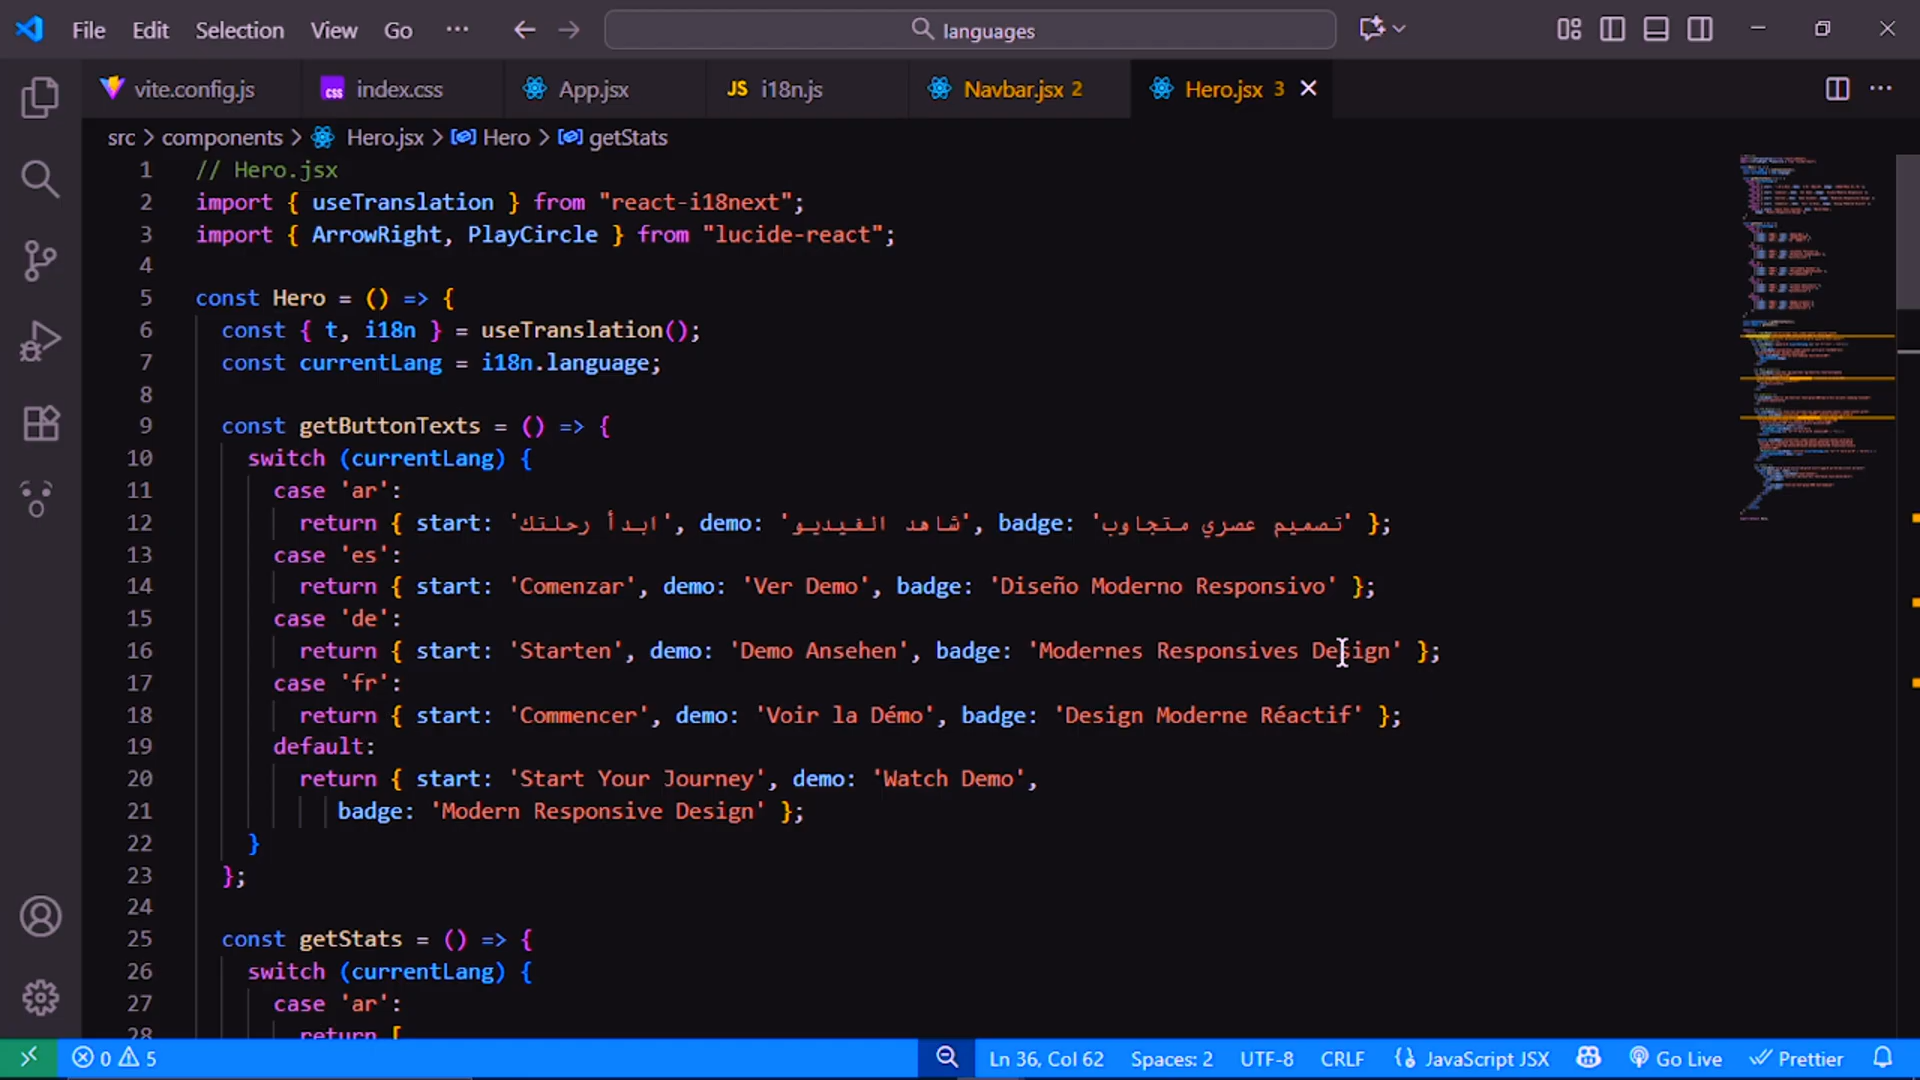 File Edit Selection View Go ··· languages
vite.config.js css index.css App.jsx JS i18n.js Navbar.jsx 2 Hero.jsx 3
src > components > Hero.jsx > Hero > getStats
1 // Hero.jsx
2 import { useTranslation } from "react-i18next";
3 import { ArrowRight, PlayCircle } from "lucide-react";
4
5 const Hero = () => {
6 const { t, i18n } = useTranslation();
7 const currentLang = i18n.language;
8
9 const getButtonTexts = () => {
10 switch (currentLang) {
11 case 'ar':
12 return { start: 'ابدأ رحلتك', demo: 'شاهد الفيديو', badge: 'تصميم عصري متجاوب' };
13 case 'es':
14 return { start: 'Comenzar', demo: 'Ver Demo', badge: 'Diseño Moderno Responsivo' };
15 case 'de':
16 return { start: 'Starten', demo: 'Demo Ansehen', badge: 'Modernes Responsives Design' };
17 case 'fr':
18 return { start: 'Commencer', demo: 'Voir la Démo', badge: 'Design Moderne Réactif' };
19 default:
20 return { start: 'Start Your Journey', demo: 'Watch Demo',
21 badge: 'Modern Responsive Design' };
22 }
23 };
24
25 const getStats = () => {
26 switch (currentLang) {
27 case 'ar':
28 return [
0 5 Ln 36, Col 62 Spaces: 2 UTF-8 CRLF {} JavaScript JSX Go Live Prettier